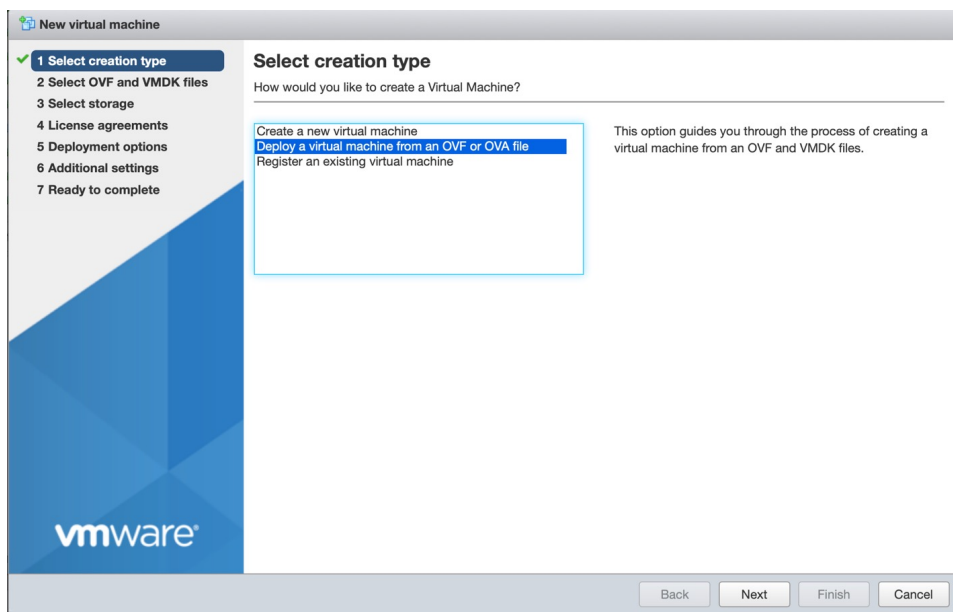 New virtual machine
1 Select creation type
2 Select OVF and VMDK files
3 Select storage
4 License agreements
5 Deployment options
6 Additional settings
7 Ready to complete
vmware®
Select creation type
How would you like to create a Virtual Machine?
Create a new virtual machine
Deploy a virtual machine from an OVF or OVA file
Register an existing virtual machine
This option guides you through the process of creating a
virtual machine from an OVF and VMDK files.
Back Next Finish Cancel